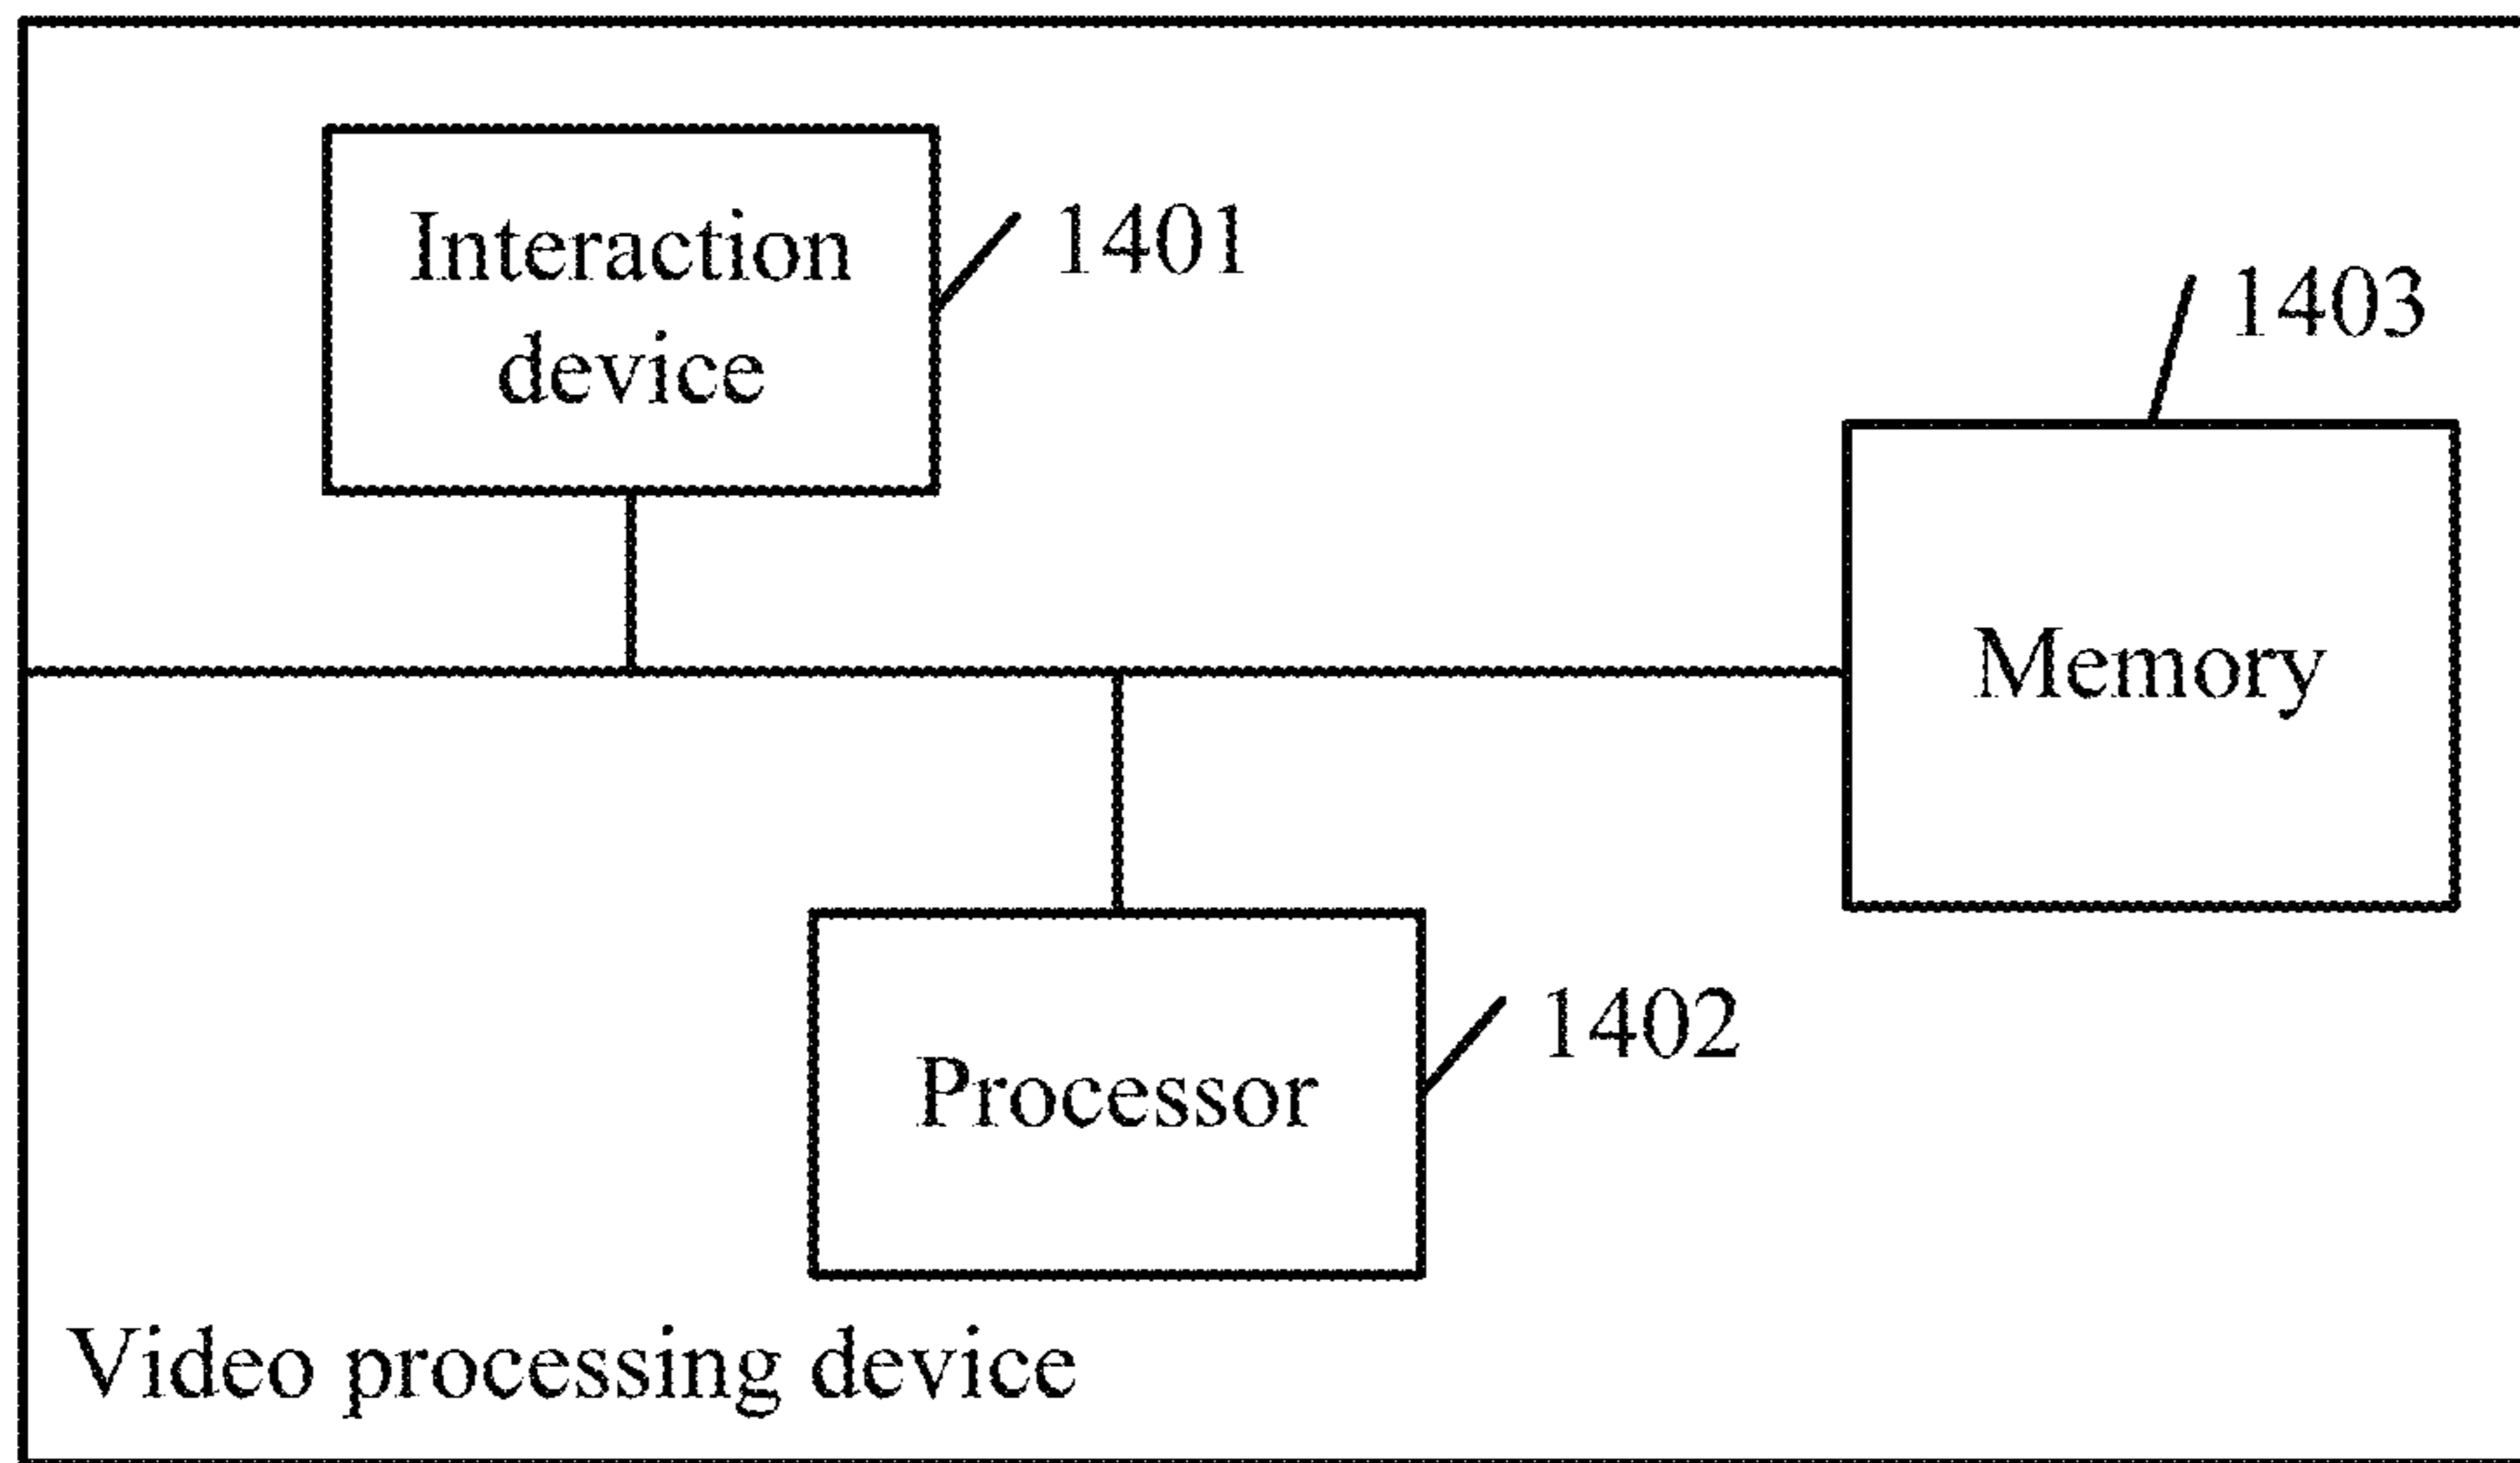 Interaction
device
1401
1403
Memory
Processor
1402
Video processing device